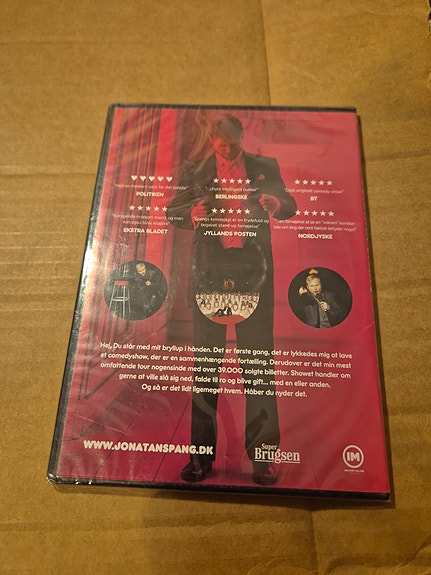 ♥♥♥♥♥
POLITIKEN
★★★★★
BERLINGSKE
★★★★★
BT
★★★★★
EKSTRA BLADET
★★★★★
JYLLANDS POSTEN
★★★★★
NORDJYSKE
Hej. Du står med mit bryllup i hånden. Det er første gang, det er lykkedes mig at lave
et comedyshow, der er en sammenhængende fortælling. Derudover er det min mest
omfattende tour nogensinde med over 39.000 solgte billetter. Showet handler om
gerne at ville slå sig ned, falde til ro og blive gift... med en eller anden.
Og så er det lidt ligemeget hvem. Håber du nyder det.
WWW.JONATANSPANG.DK
Super
Brugsen
IM